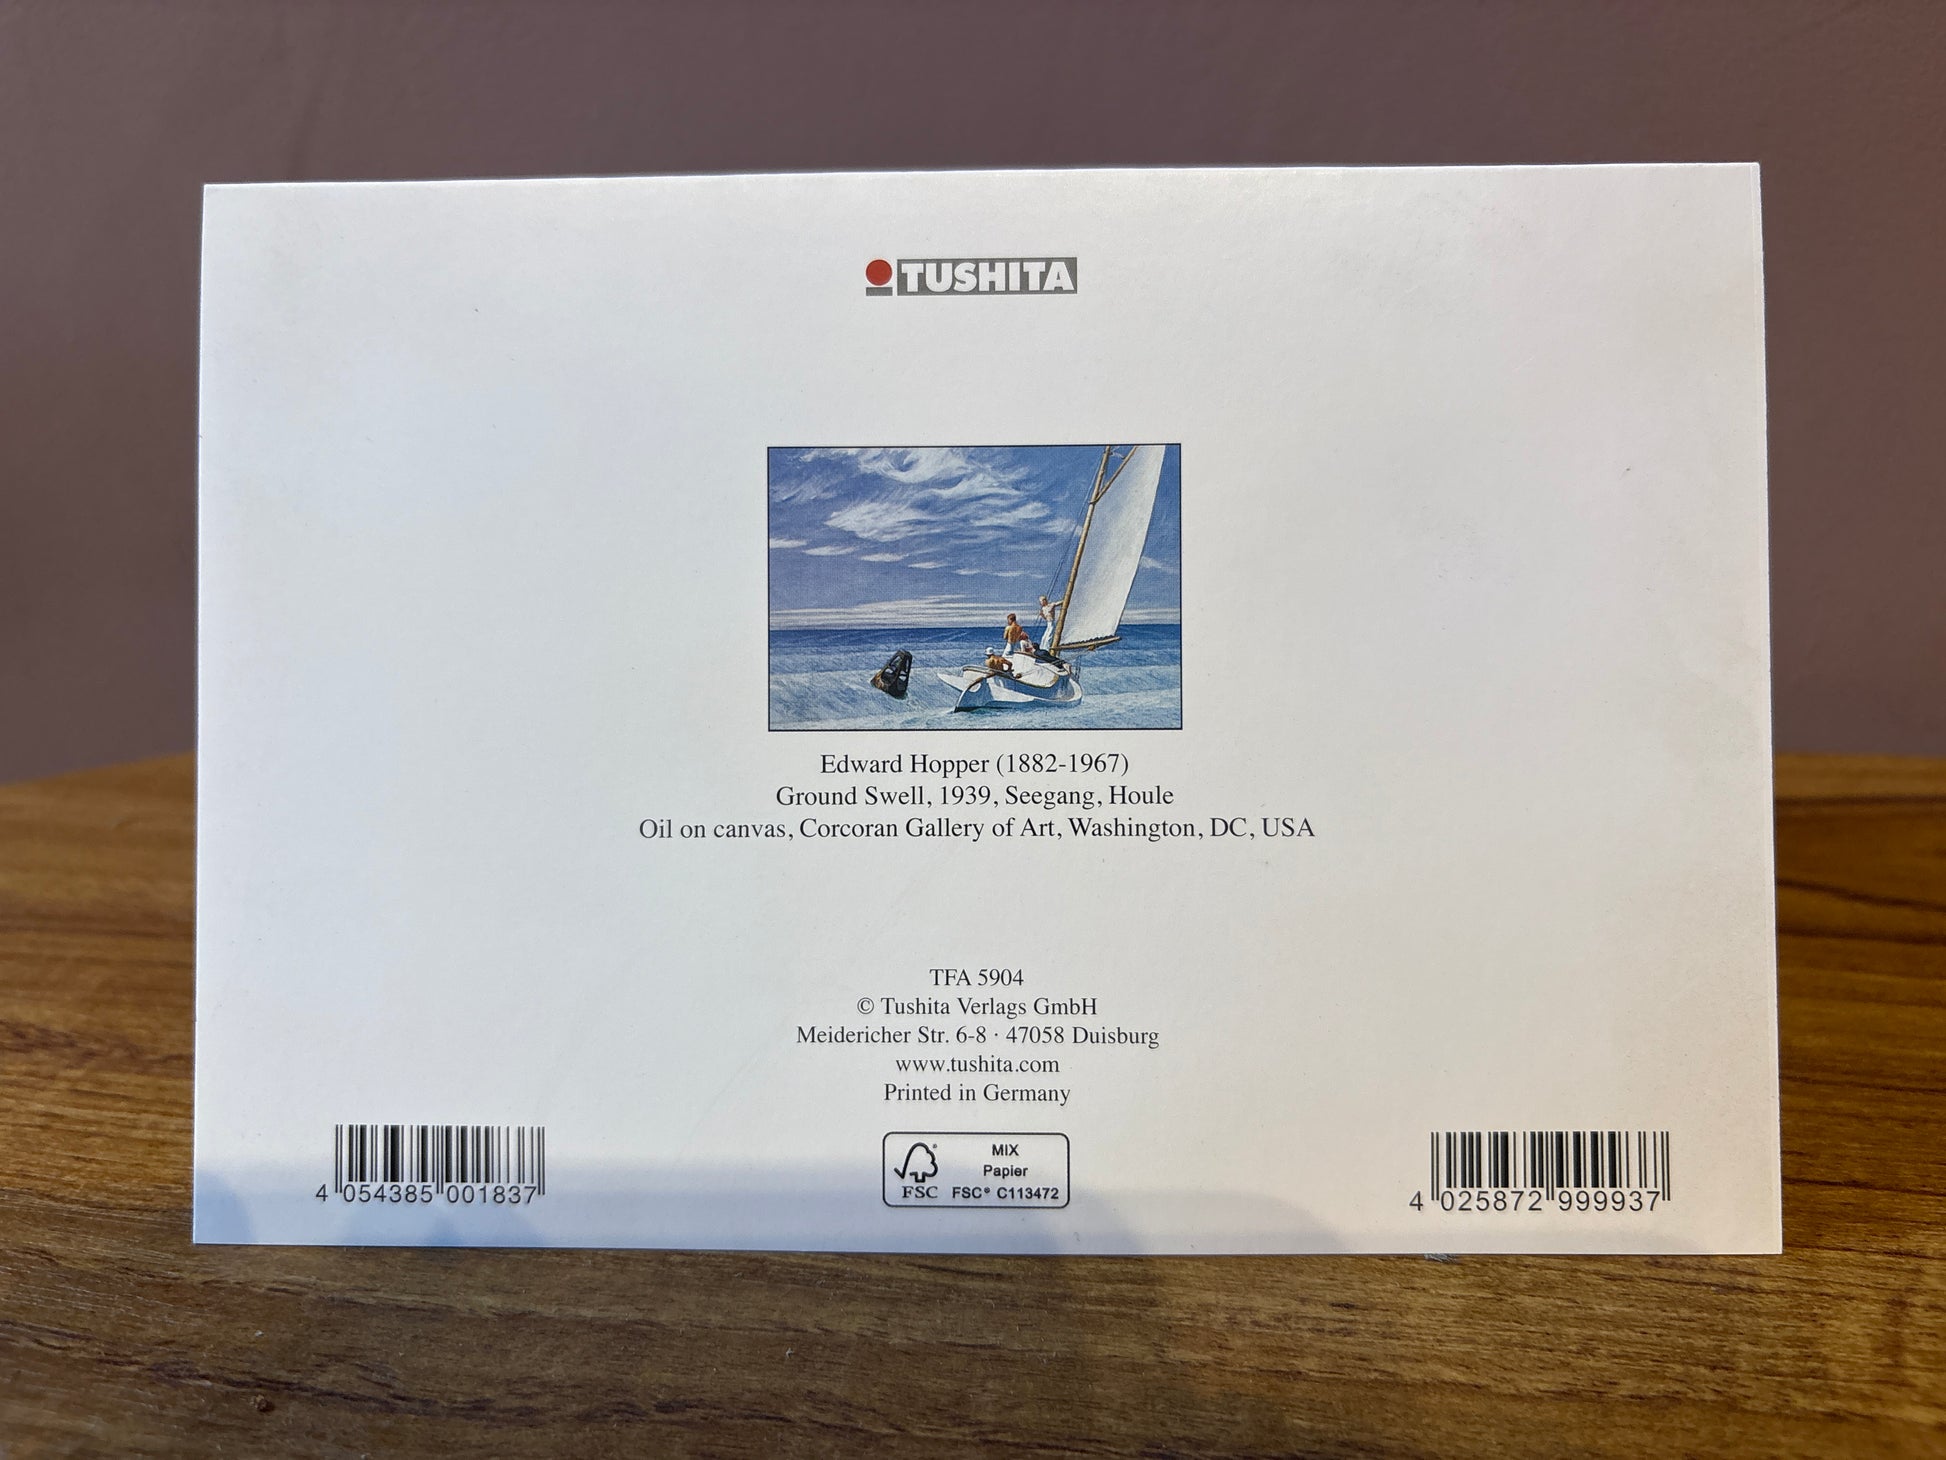 TUSHITA
Edward Hopper (1882-1967)
Ground Swell, 1939, Seegang, Houle
Oil on canvas, Corcoran Gallery of Art, Washington, DC, USA
TFA 5904
© Tushita Verlags GmbH
Meidericher Str. 6-8 · 47058 Duisburg
www.tushita.com
Printed in Germany
4 054385 001837
FSC
MIX
Papier
FSC® C113472
4 025872 999937